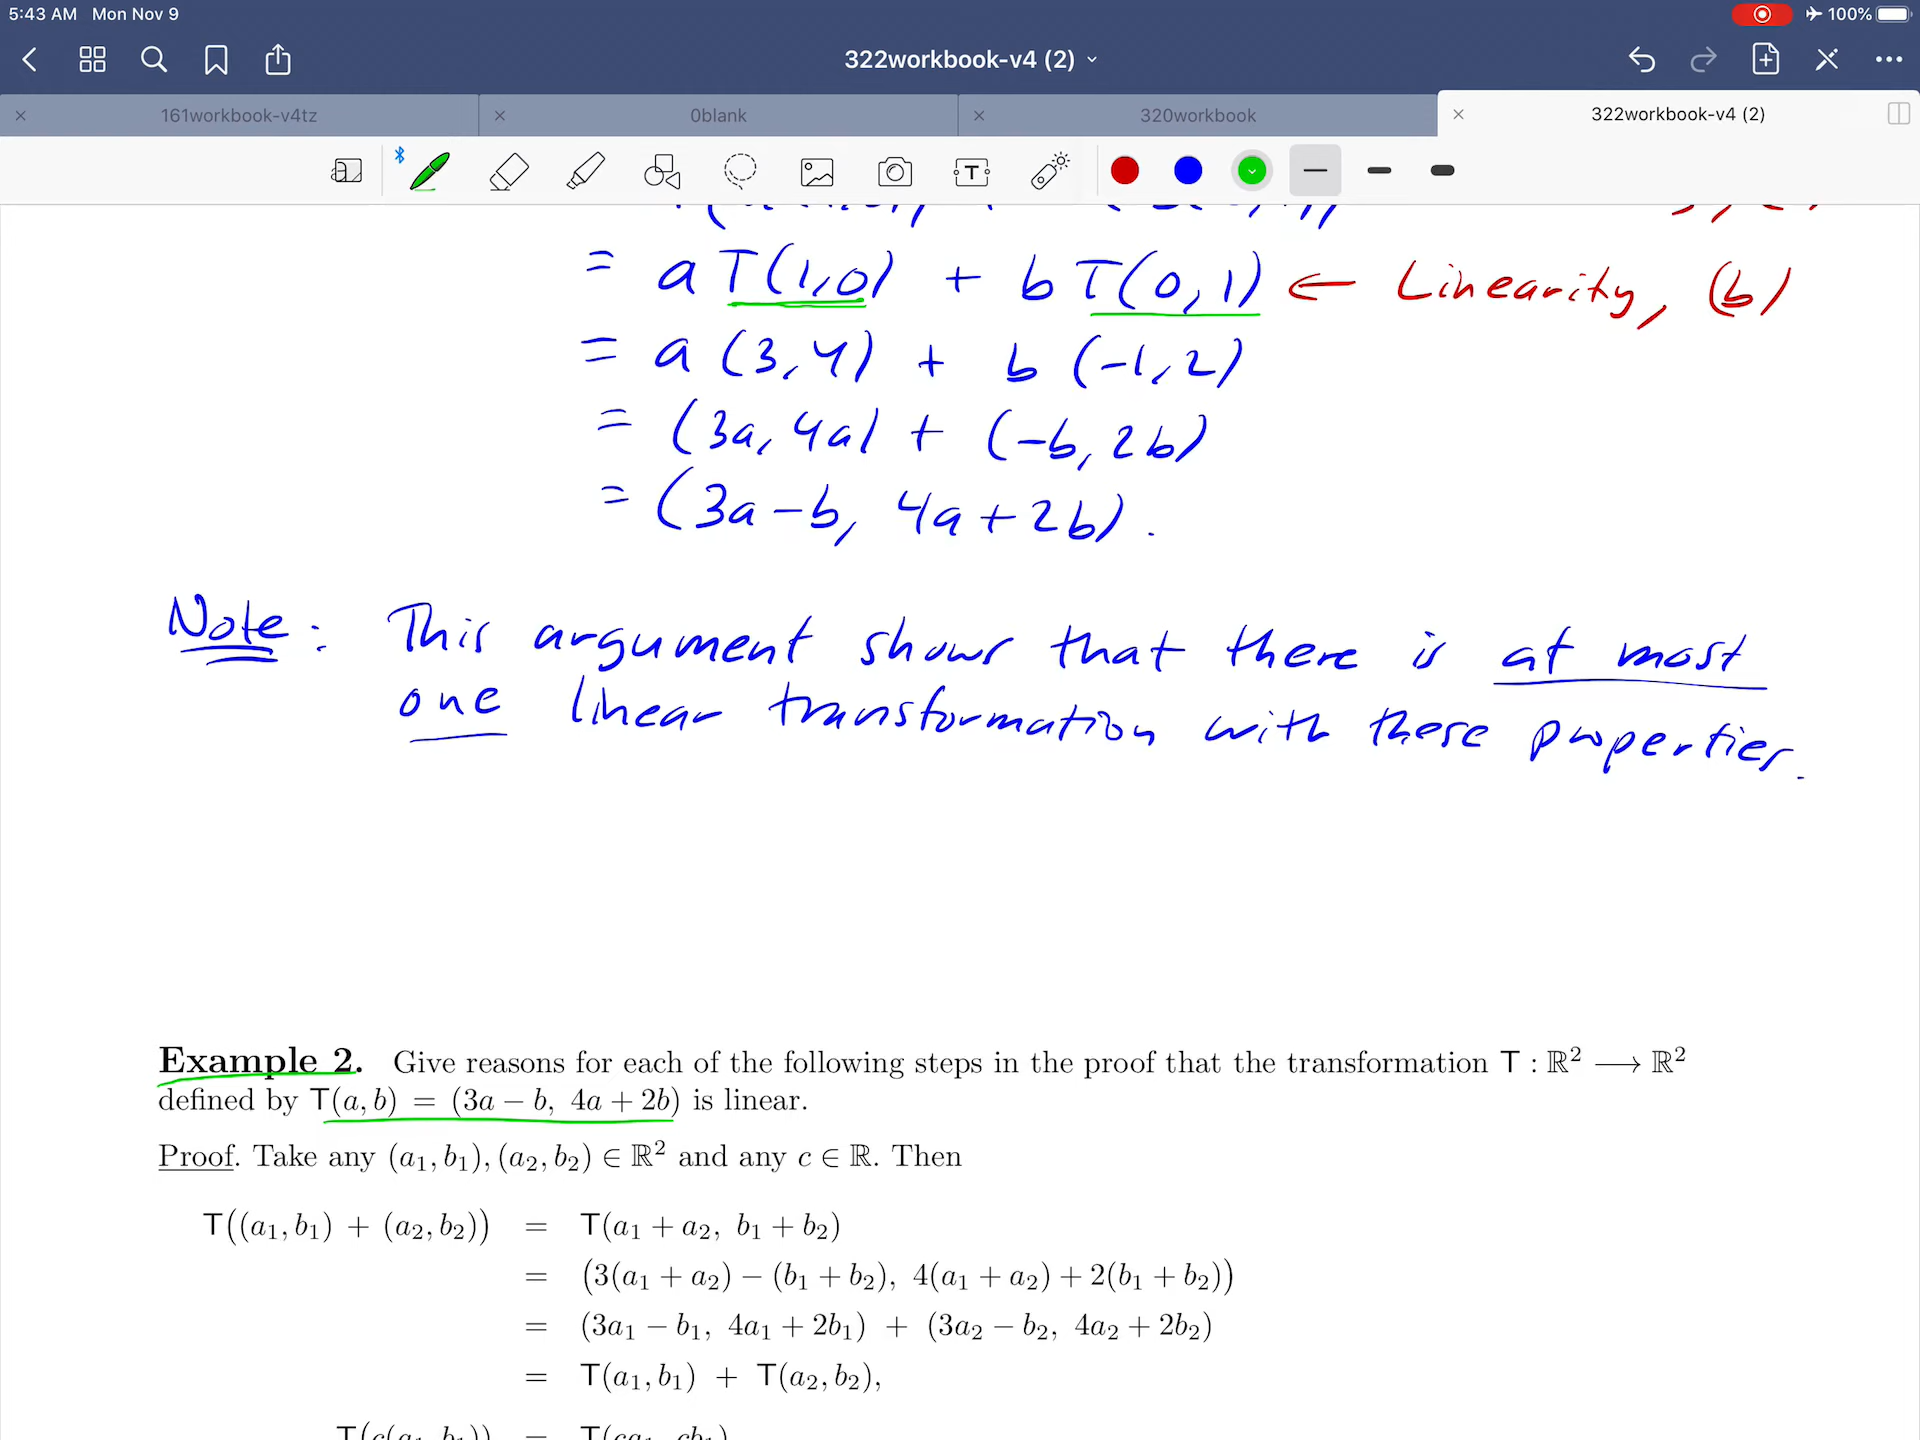 5:43 AM Mon Nov 9
100%
322workbook-v4 (2)
161workbook-v4tz
0blank
320workbook
322workbook-v4 (2)
T
= a T(1,0) + b T(0,1) ← Linearity, (b)
= a (3,4) + b (-1,2)
= (3a, 4a) + (-b, 2b)
= (3a-b, 4a+2b).
Note: This argument shows that there is at most
one linear transformation with these properties.
Example 2. Give reasons for each of the following steps in the proof that the transformation T : ℝ² ⟶ ℝ²
defined by T(a, b) = (3a − b, 4a + 2b) is linear.
Proof. Take any (a₁, b₁), (a₂, b₂) ∈ ℝ² and any c ∈ ℝ. Then
T((a₁, b₁) + (a₂, b₂)) = T(a₁ + a₂, b₁ + b₂)
= (3(a₁ + a₂) − (b₁ + b₂), 4(a₁ + a₂) + 2(b₁ + b₂))
= (3a₁ − b₁, 4a₁ + 2b₁) + (3a₂ − b₂, 4a₂ + 2b₂)
= T(a₁, b₁) + T(a₂, b₂),
T(c(a₁, b₁)) = T(ca₁, cb₁)